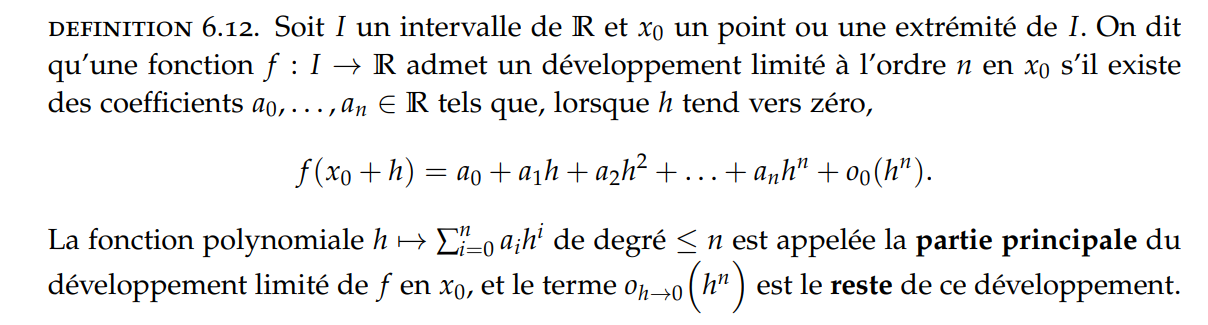 DEFINITION 6.12. Soit I un intervalle de ℝ et x₀ un point ou une extrémité de I. On dit
qu'une fonction f : I → ℝ admet un développement limité à l'ordre n en x₀ s'il existe
des coefficients a₀, . . . , aₙ ∈ ℝ tels que, lorsque h tend vers zéro,
f(x₀ + h) = a₀ + a₁h + a₂h² + . . . + aₙhⁿ + o₀(hⁿ).
La fonction polynomiale h ↦ ∑ⁿᵢ₌₀ aᵢhⁱ de degré ≤ n est appelée la partie principale du
développement limité de f en x₀, et le terme oₕ→₀(hⁿ) est le reste de ce développement.